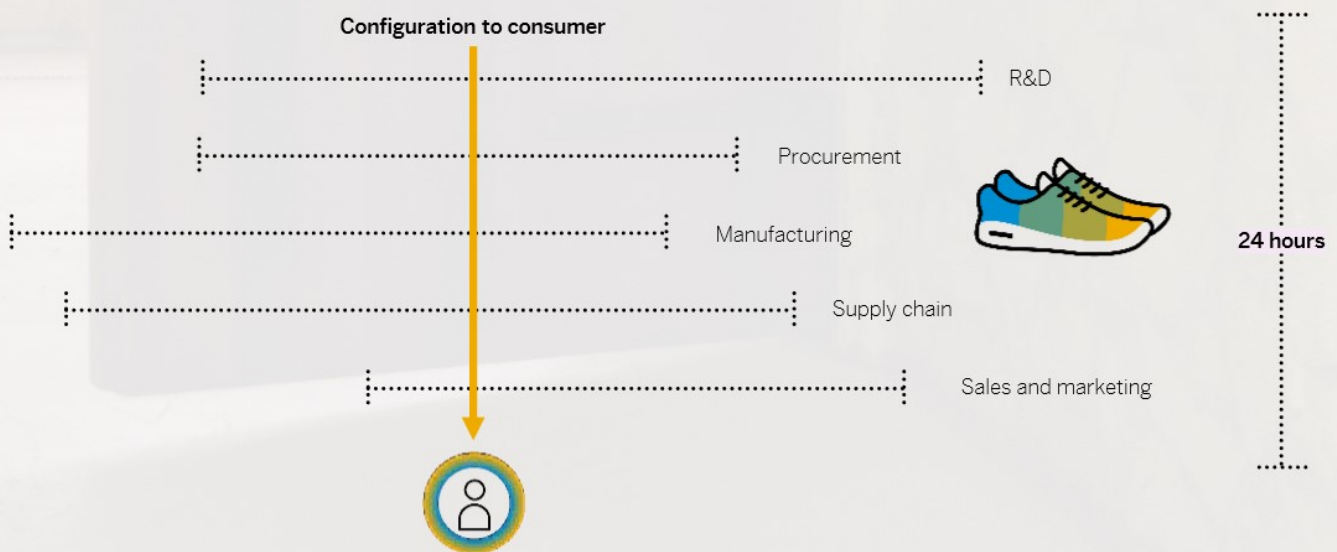 Configuration to consumer
R&D
Procurement
Manufacturing
24 hours
Supply chain
Sales and marketing